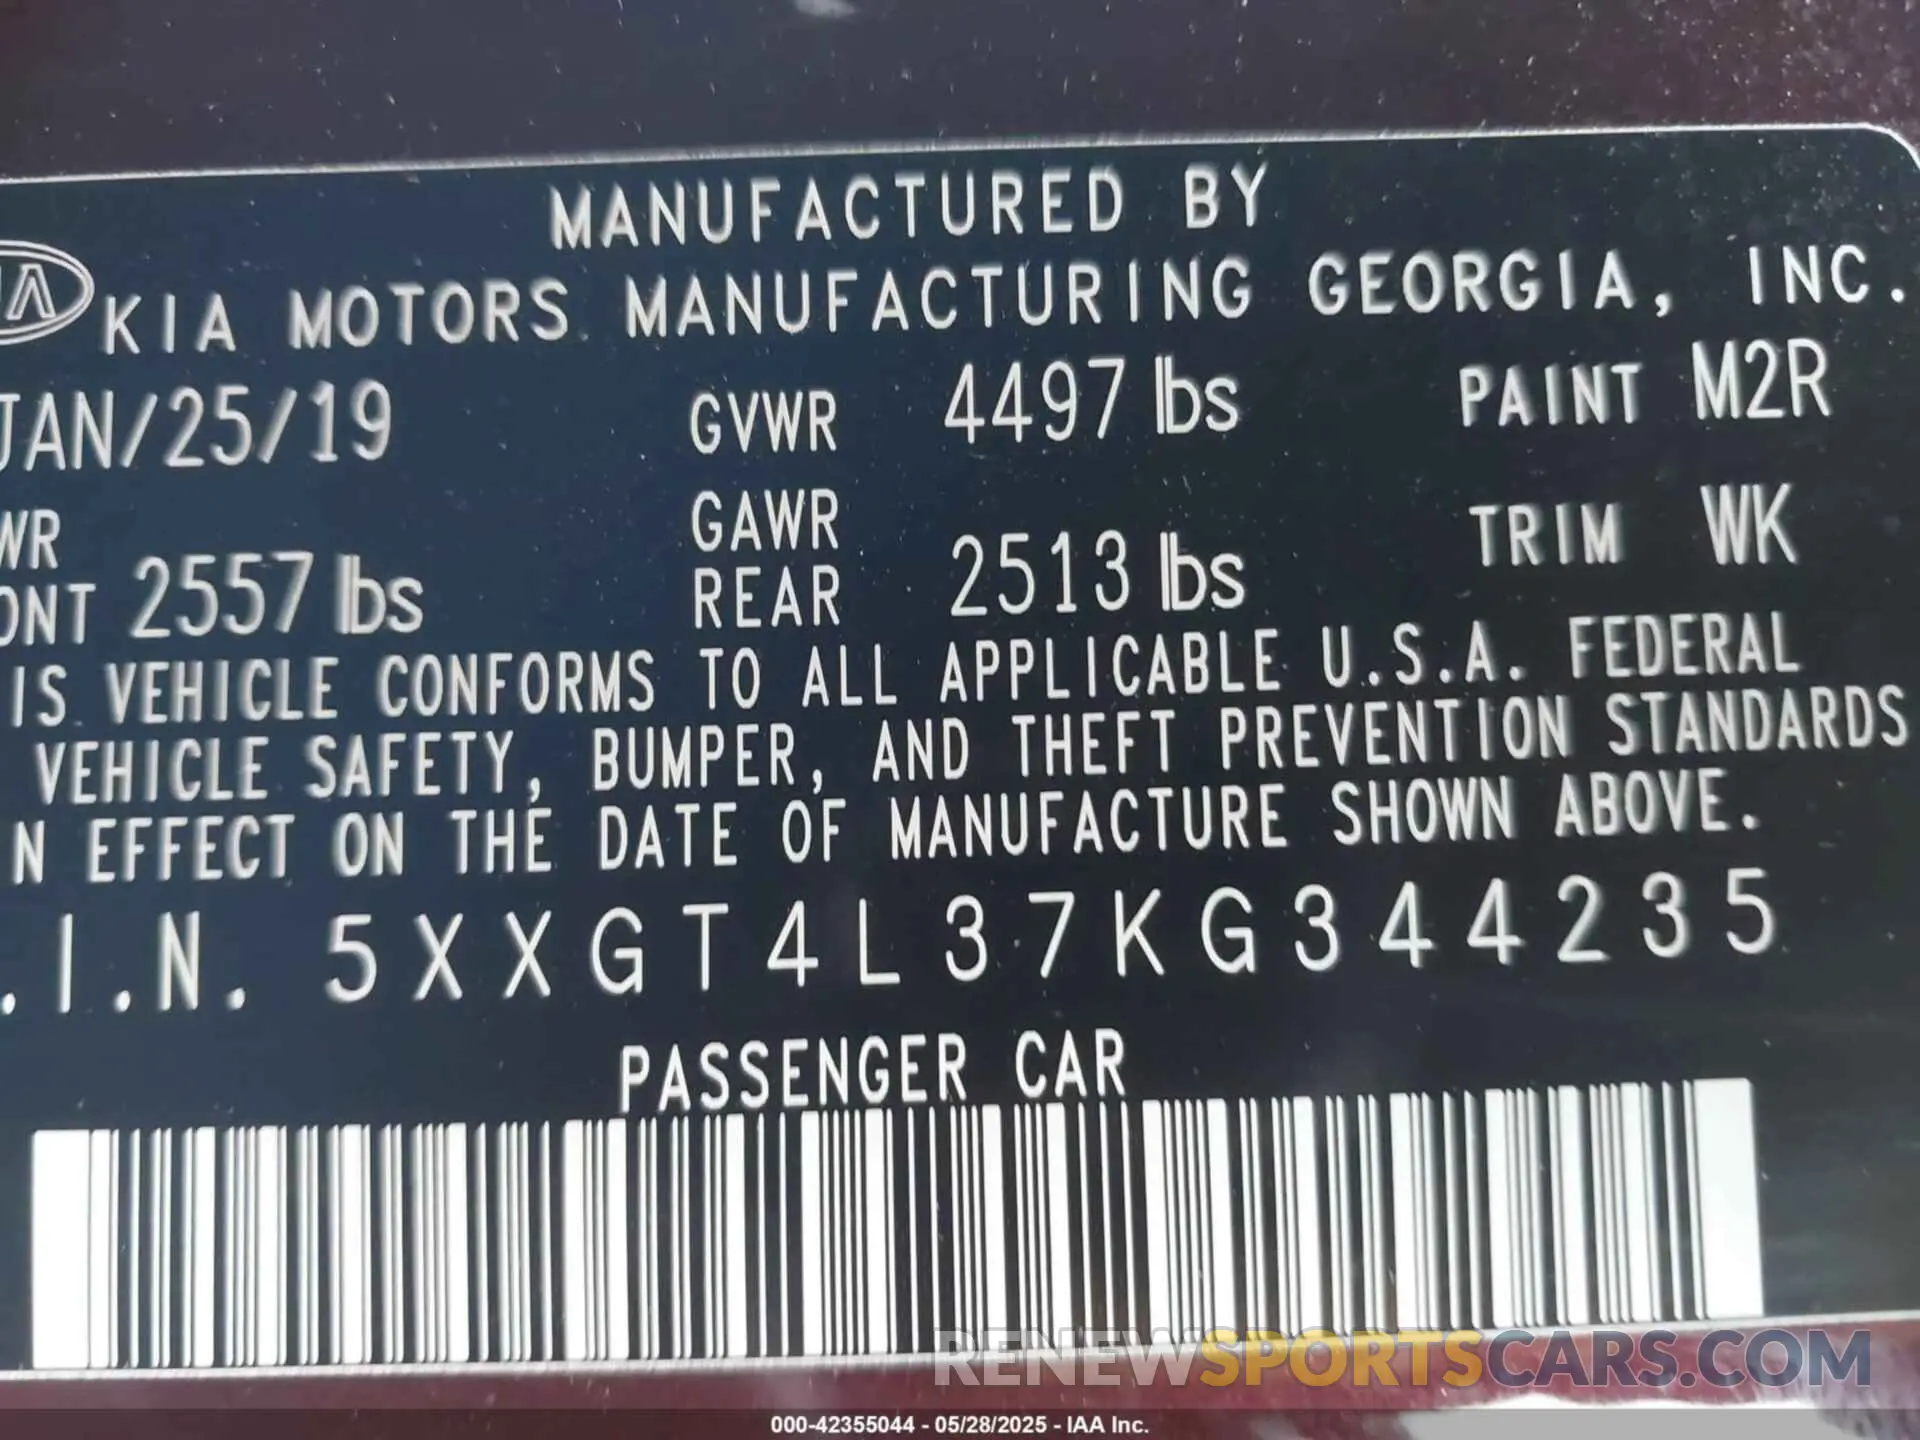 MANUFACTURED BY
KIA MOTORS MANUFACTURING GEORGIA, INC.
JAN/25/19 GVWR 4497 lbs PAINT M2R
WR GAWR
ONT 2557 lbs REAR 2513 lbs TRIM WK
IS VEHICLE CONFORMS TO ALL APPLICABLE U.S.A. FEDERAL
VEHICLE SAFETY, BUMPER, AND THEFT PREVENTION STANDARDS
N EFFECT ON THE DATE OF MANUFACTURE SHOWN ABOVE.
.I.N. 5XXGT4L37KG344235
PASSENGER CAR
RENEWSPORTSCARS.COM
000-42355044 - 05/28/2025 - IAA Inc.